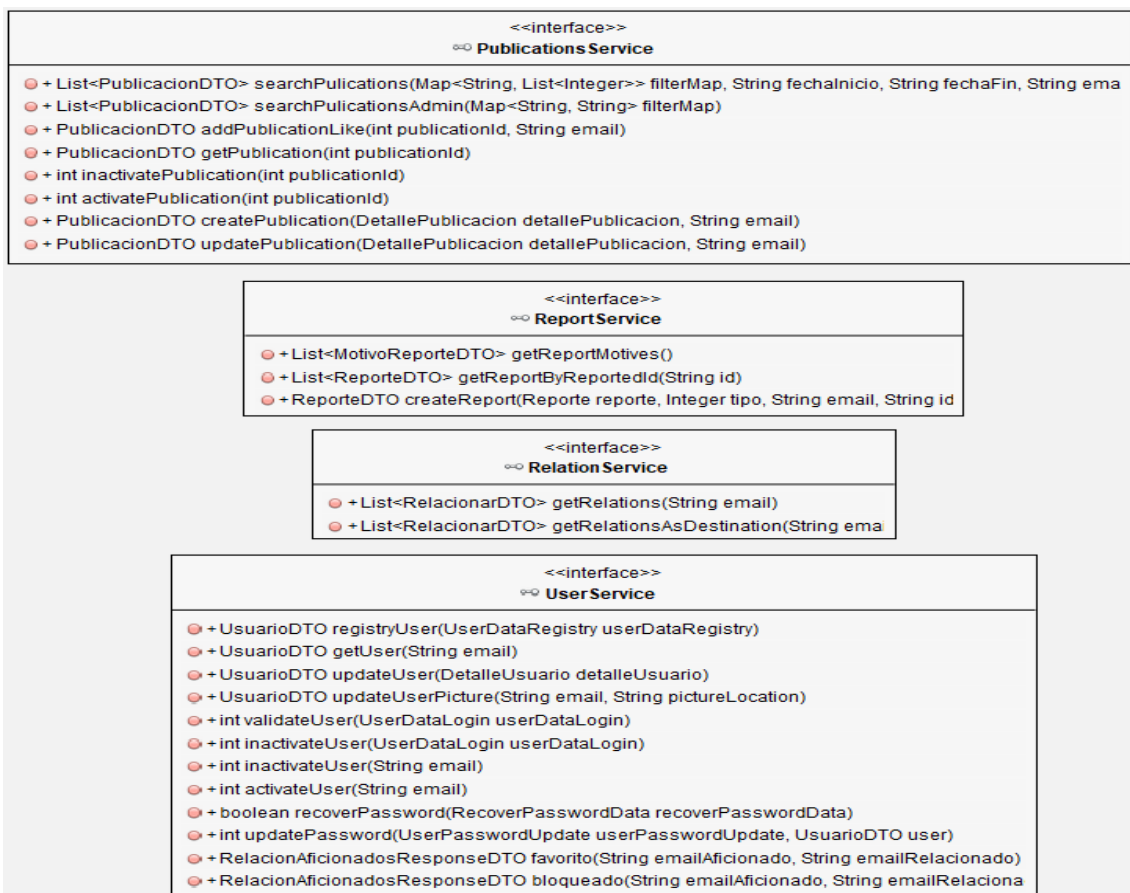 <<interface>>
PublicationsService
+ List<PublicacionDTO> searchPulications(Map<String, List<Integer>> filterMap, String fechaInicio, String fechaFin, String ema
+ List<PublicacionDTO> searchPulicationsAdmin(Map<String, String> filterMap)
+ PublicacionDTO addPublicationLike(int publicationId, String email)
+ PublicacionDTO getPublication(int publicationId)
+ int inactivatePublication(int publicationId)
+ int activatePublication(int publicationId)
+ PublicacionDTO createPublication(DetallePublicacion detallePublicacion, String email)
+ PublicacionDTO updatePublication(DetallePublicacion detallePublicacion, String email)
<<interface>>
ReportService
+List<MotivoReporteDTO> getReportMotives()
+List<ReporteDTO> getReportByReportedId(String id)
+ReporteDTO createReport(Reporte reporte, Integer tipo, String email, String id
<<interface>>
RelationService
+List<RelacionarDTO> getRelations(String email)
+List<RelacionarDTO> getRelationsAsDestination(String emai
<<interface>>
UserService
+UsuarioDTO registryUser(UserDataRegistry userDataRegistry)
+UsuarioDTO getUser(String email)
+UsuarioDTO updateUser(DetalleUsuario detalleUsuario)
+UsuarioDTO updateUserPicture(String email, String pictureLocation)
+int validateUser(UserDataLogin userDataLogin)
+int inactivateUser(UserDataLogin userDataLogin)
+int inactivateUser(String email)
+int activateUser(String email)
+boolean recoverPassword(RecoverPasswordData recoverPasswordData)
+int updatePassword(UserPasswordUpdate userPasswordUpdate, UsuarioDTO user)
+RelacionAficionadosResponseDTO favorito(String emailAficionado, String emailRelacionado)
+RelacionAficionadosResponseDTO bloqueado(String emailAficionado, String emailRelaciona